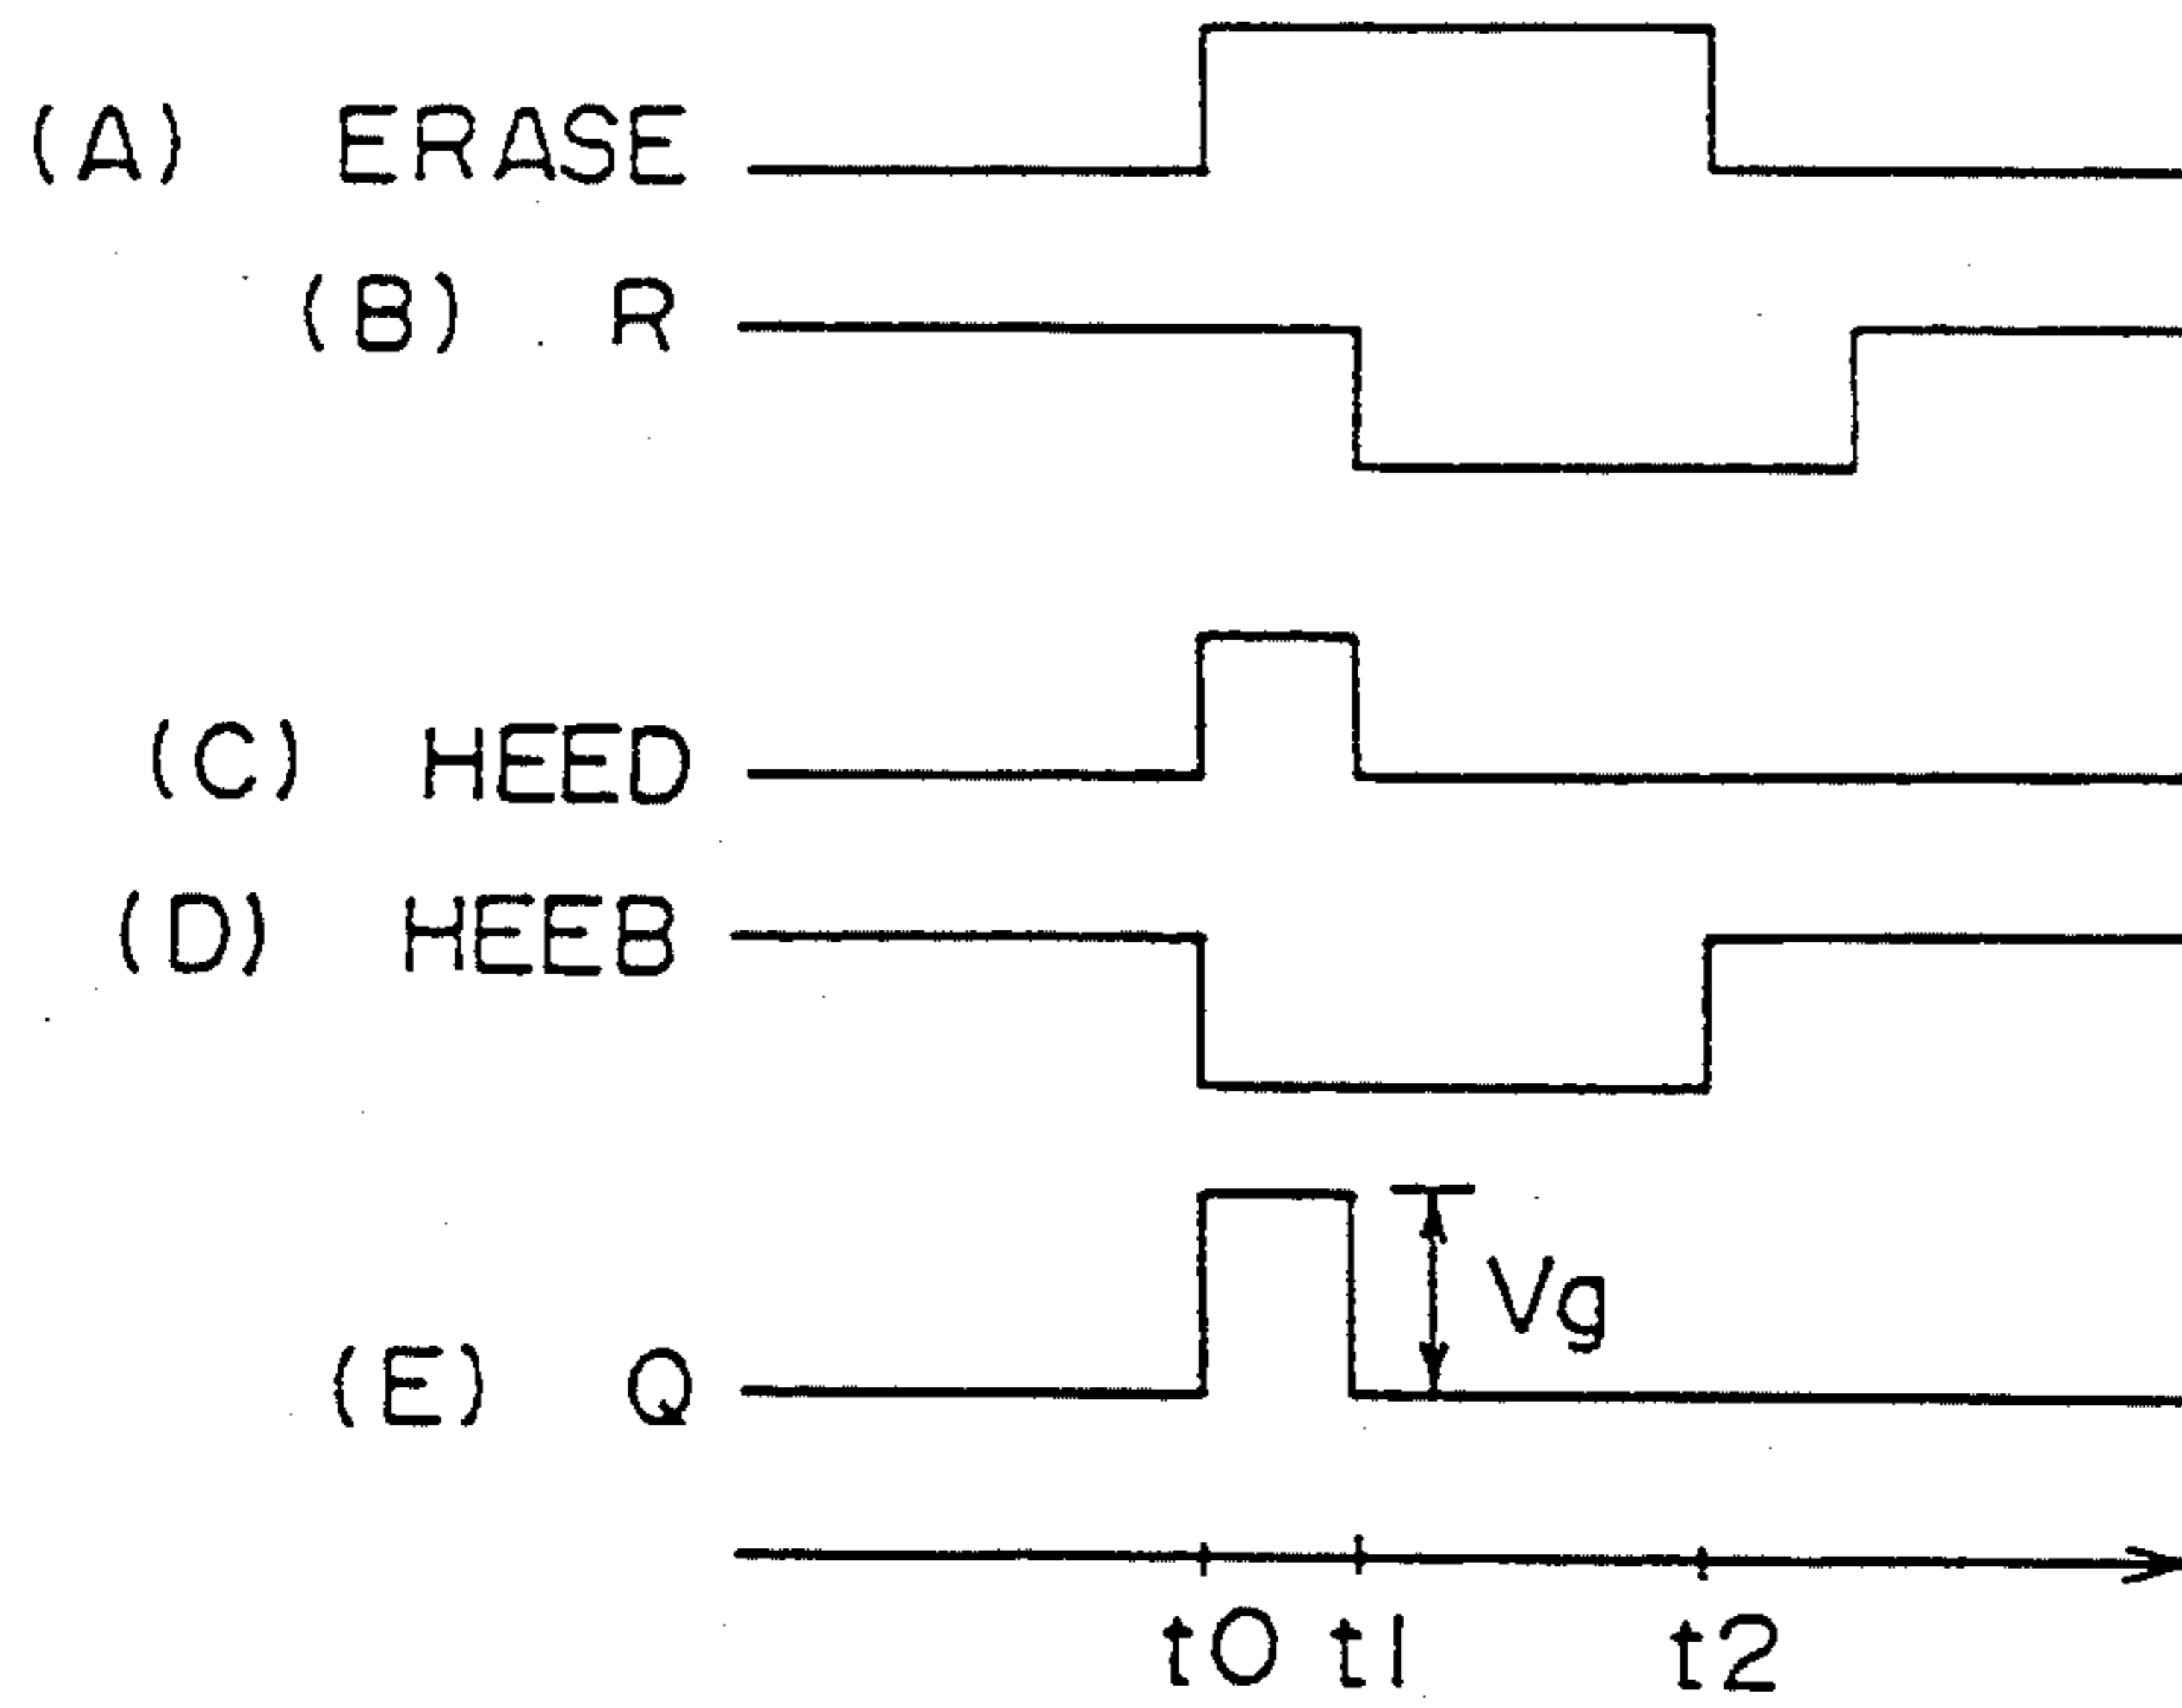 (A) ERASE
(B) R
(C) HEED
(D) HEEB
Vg
(E) Q
t0 t1 t2